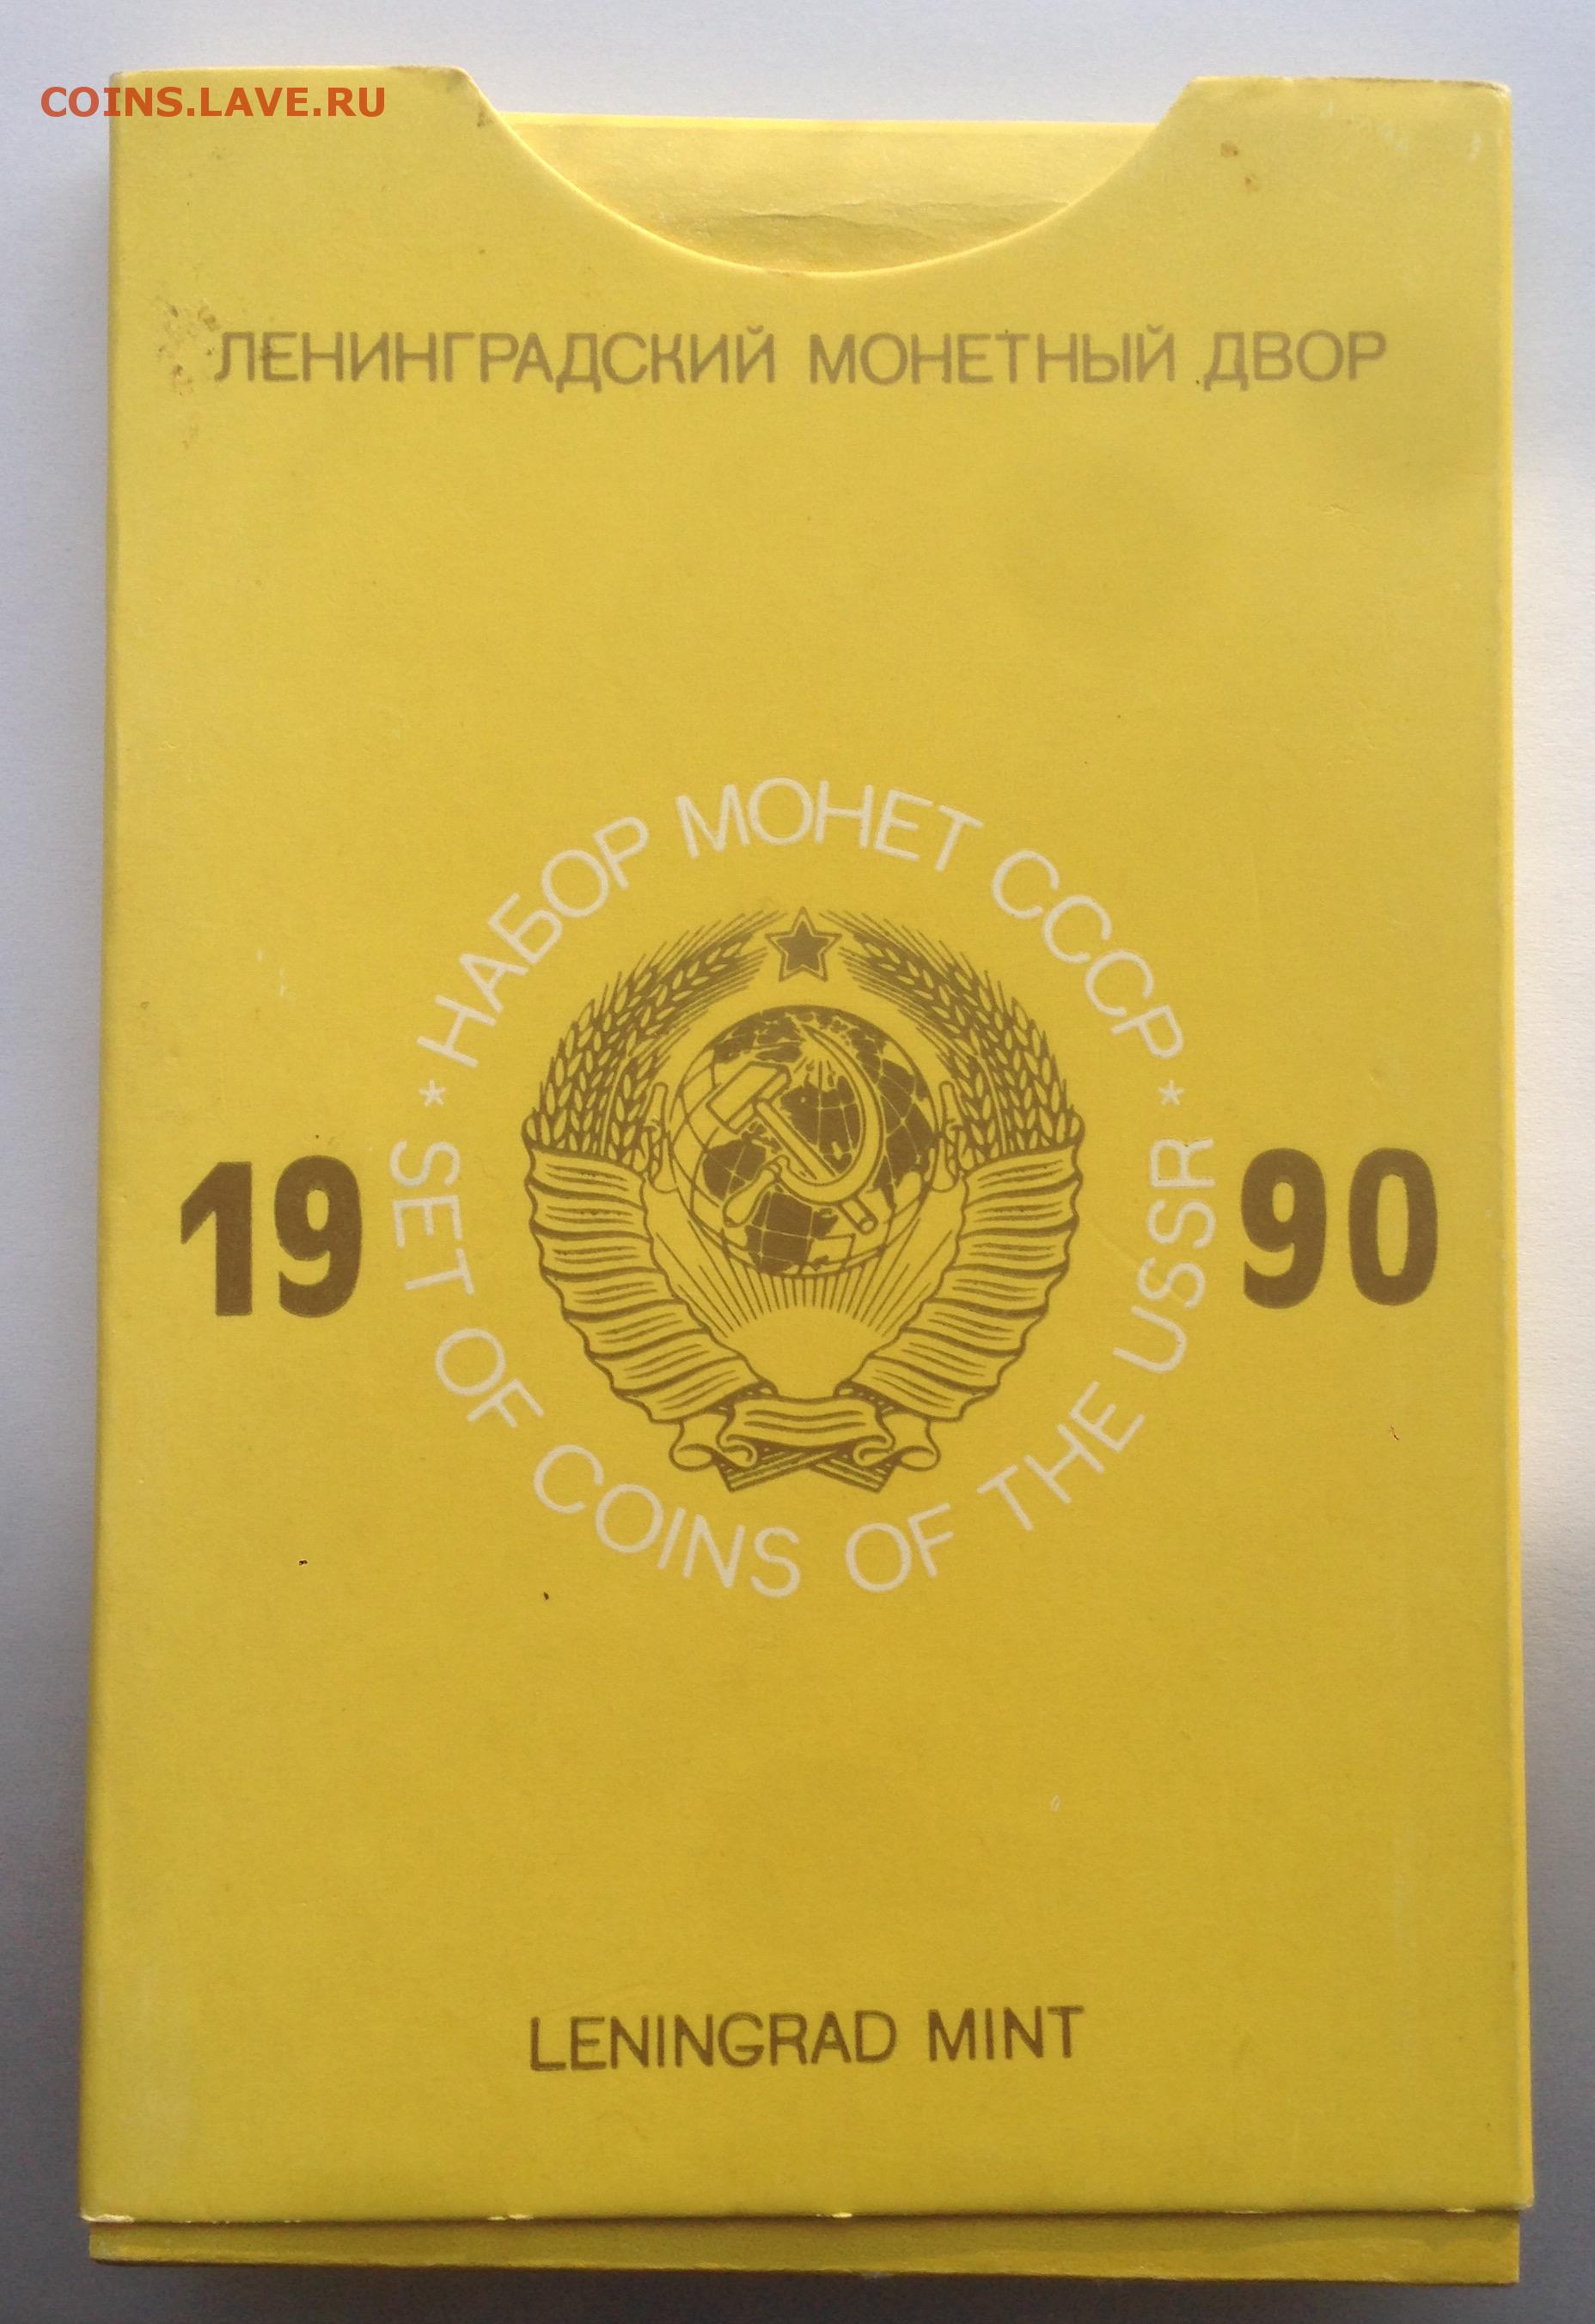 COINS.LAVE.RU
ЛЕНИНГРАДСКИЙ МОНЕТНЫЙ ДВОР
* НАБОР МОНЕТ СССР *
19 90
SET OF COINS OF THE USSR
LENINGRAD MINT